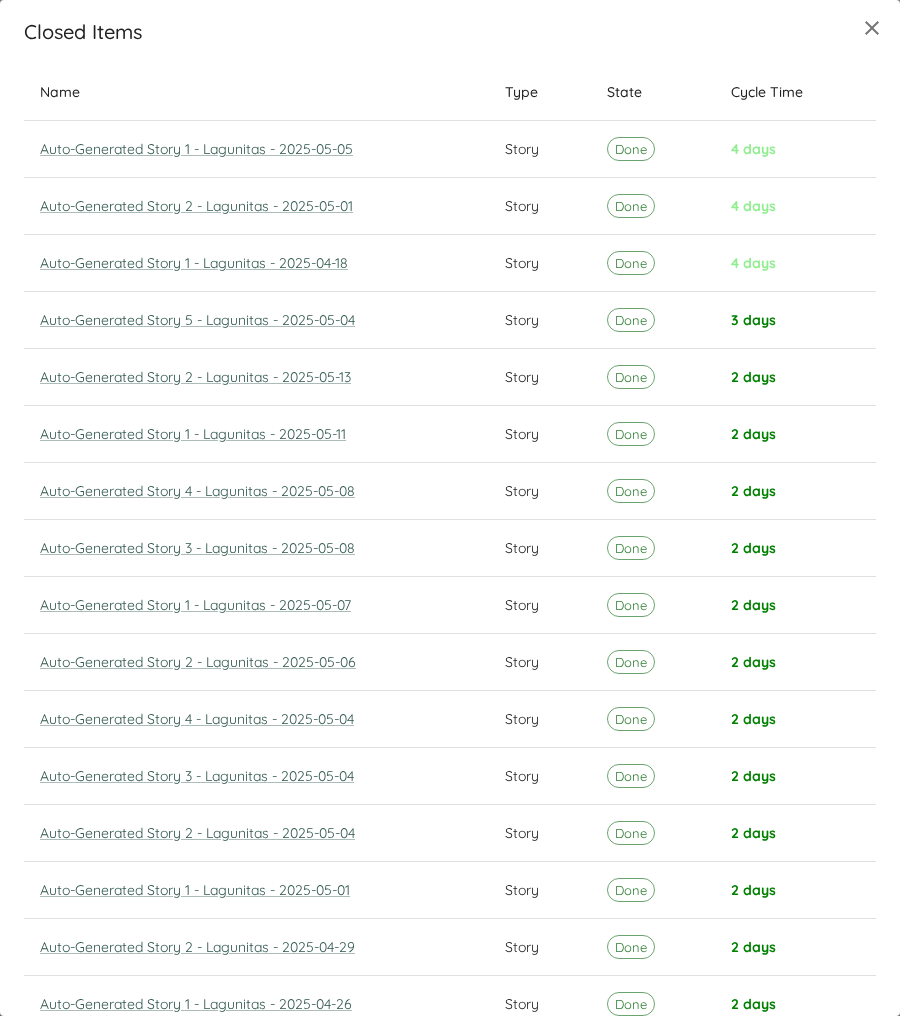 Closed Items
Name Type State Cycle Time
Auto-Generated Story 1 - Lagunitas - 2025-05-05 Story Done 4 days
Auto-Generated Story 2 - Lagunitas - 2025-05-01 Story Done 4 days
Auto-Generated Story 1 - Lagunitas - 2025-04-18 Story Done 4 days
Auto-Generated Story 5 - Lagunitas - 2025-05-04 Story Done 3 days
Auto-Generated Story 2 - Lagunitas - 2025-05-13 Story Done 2 days
Auto-Generated Story 1 - Lagunitas - 2025-05-11 Story Done 2 days
Auto-Generated Story 4 - Lagunitas - 2025-05-08 Story Done 2 days
Auto-Generated Story 3 - Lagunitas - 2025-05-08 Story Done 2 days
Auto-Generated Story 1 - Lagunitas - 2025-05-07 Story Done 2 days
Auto-Generated Story 2 - Lagunitas - 2025-05-06 Story Done 2 days
Auto-Generated Story 4 - Lagunitas - 2025-05-04 Story Done 2 days
Auto-Generated Story 3 - Lagunitas - 2025-05-04 Story Done 2 days
Auto-Generated Story 2 - Lagunitas - 2025-05-04 Story Done 2 days
Auto-Generated Story 1 - Lagunitas - 2025-05-01 Story Done 2 days
Auto-Generated Story 2 - Lagunitas - 2025-04-29 Story Done 2 days
Auto-Generated Story 1 - Lagunitas - 2025-04-26 Story Done 2 days